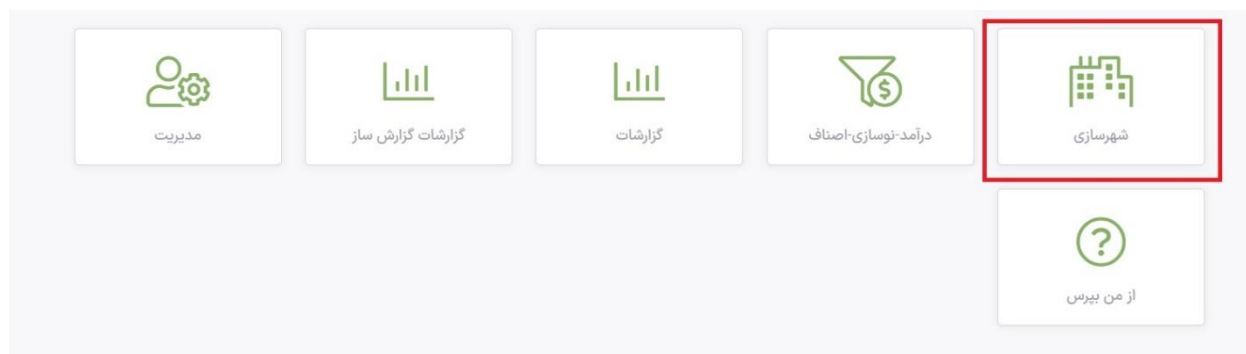 شهرسازی
درآمد-نوسازی-اصناف
گزارشات
گزارشات گزارش ساز
مدیریت
از من بپرس